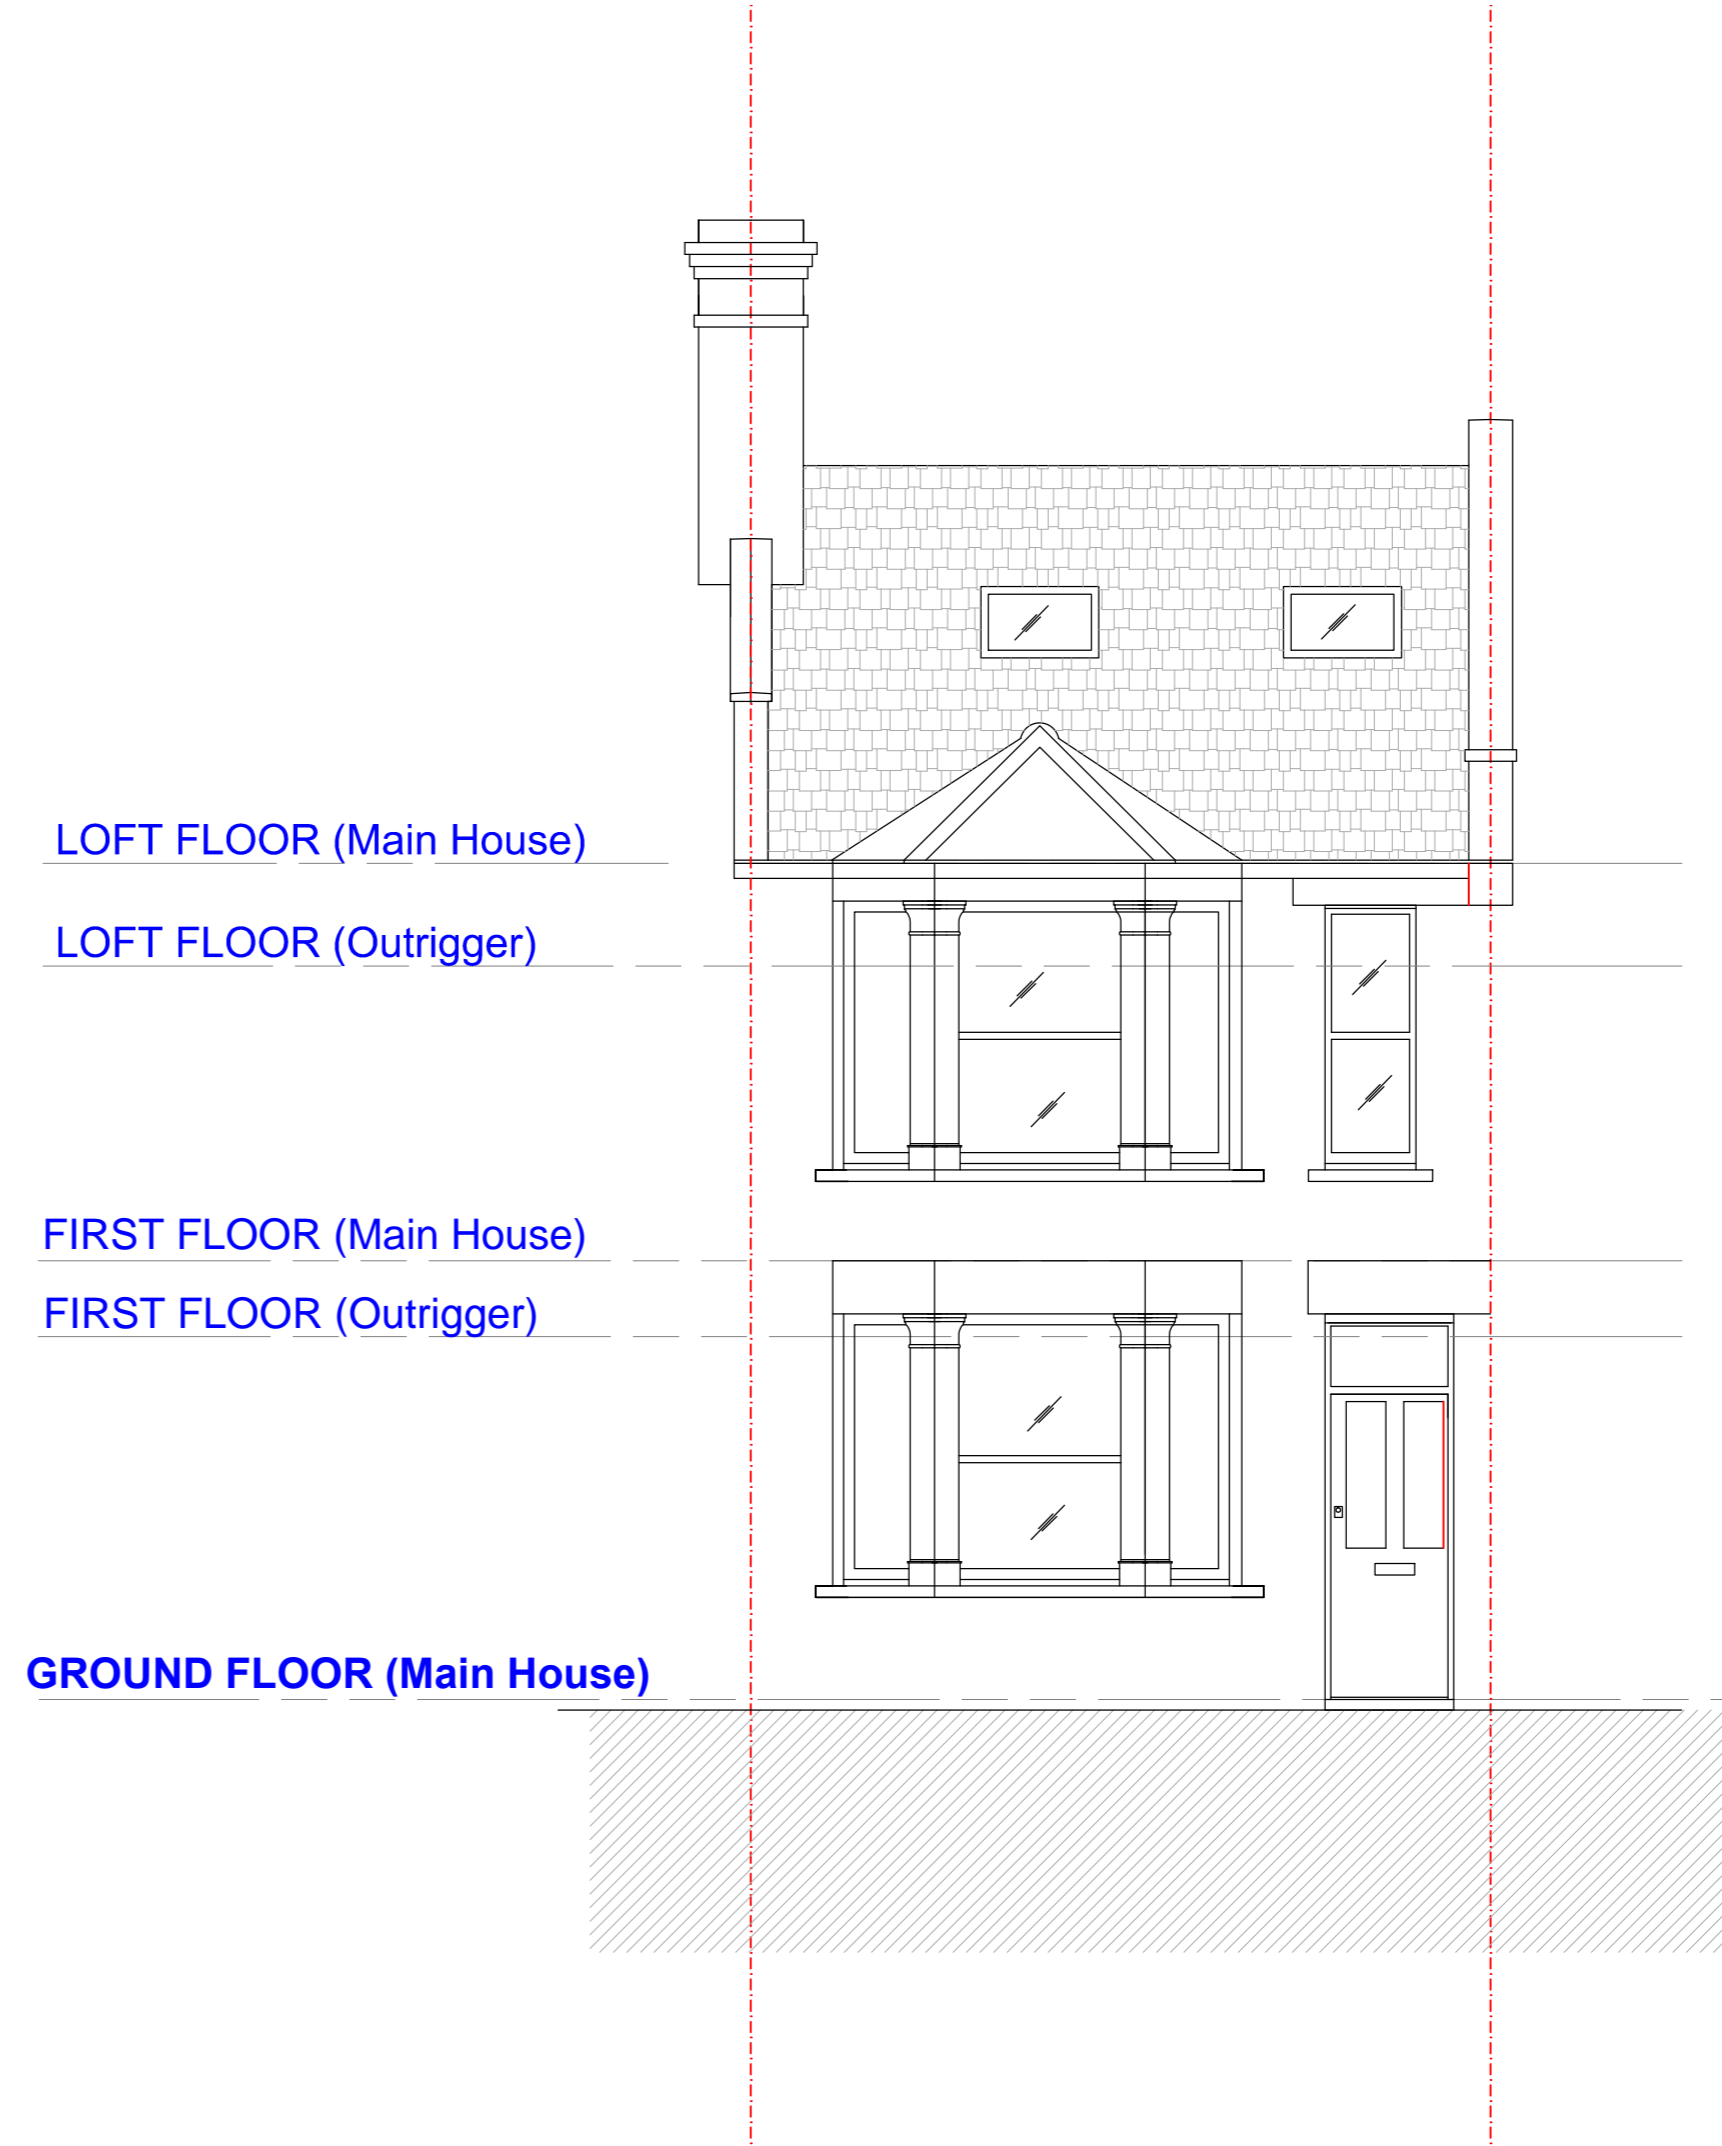 LOFT FLOOR (Main House)
LOFT FLOOR (Outrigger)
FIRST FLOOR (Main House)
FIRST FLOOR (Outrigger)
GROUND FLOOR (Main House)